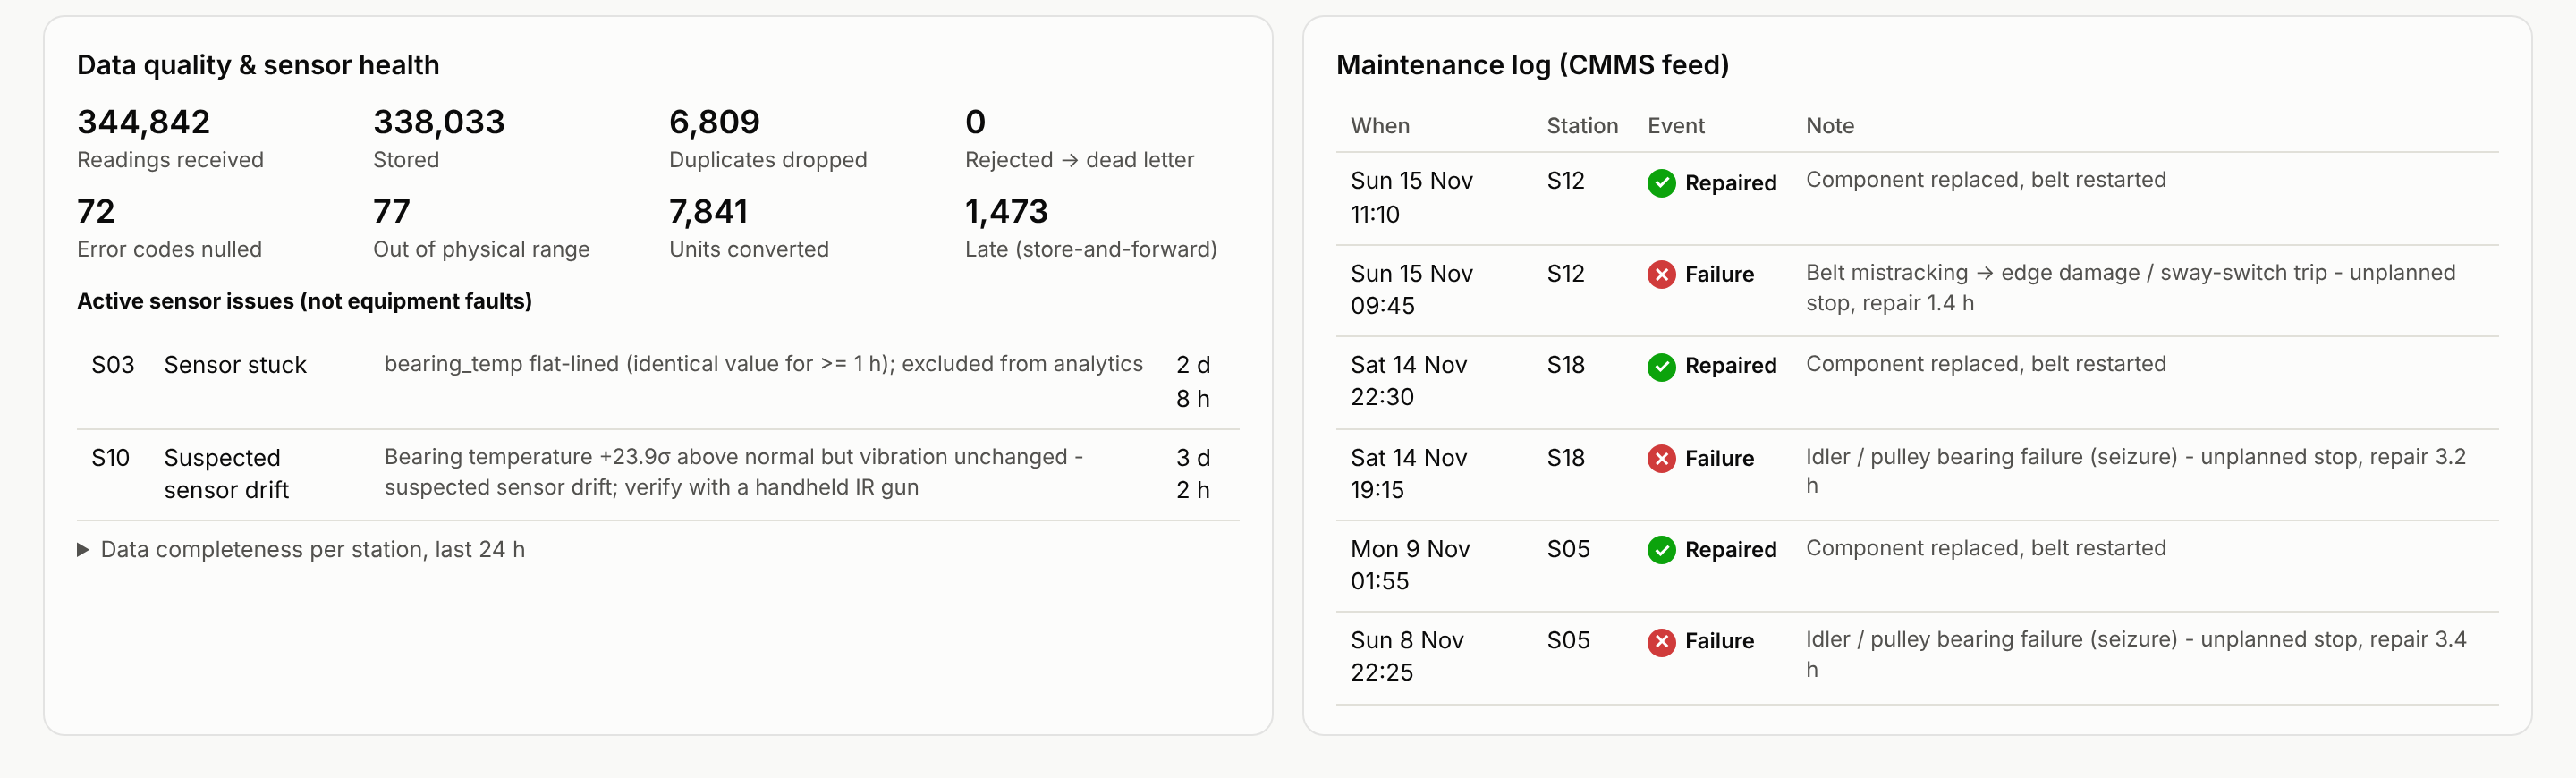 Data quality & sensor health
344,842 338,033 6,809 0
Readings received Stored Duplicates dropped Rejected → dead letter
72 77 7,841 1,473
Error codes nulled Out of physical range Units converted Late (store-and-forward)
Active sensor issues (not equipment faults)
S03 Sensor stuck bearing_temp flat-lined (identical value for >= 1 h); excluded from analytics 2 d
8 h
S10 Suspected Bearing temperature +23.9σ above normal but vibration unchanged - 3 d
sensor drift suspected sensor drift; verify with a handheld IR gun 2 h
▶ Data completeness per station, last 24 h
Maintenance log (CMMS feed)
When Station Event Note
Sun 15 Nov S12 Repaired Component replaced, belt restarted
11:10
Sun 15 Nov S12 Failure Belt mistracking → edge damage / sway-switch trip - unplanned
09:45 stop, repair 1.4 h
Sat 14 Nov S18 Repaired Component replaced, belt restarted
22:30
Sat 14 Nov S18 Failure Idler / pulley bearing failure (seizure) - unplanned stop, repair 3.2
19:15 h
Mon 9 Nov S05 Repaired Component replaced, belt restarted
01:55
Sun 8 Nov S05 Failure Idler / pulley bearing failure (seizure) - unplanned stop, repair 3.4
22:25 h